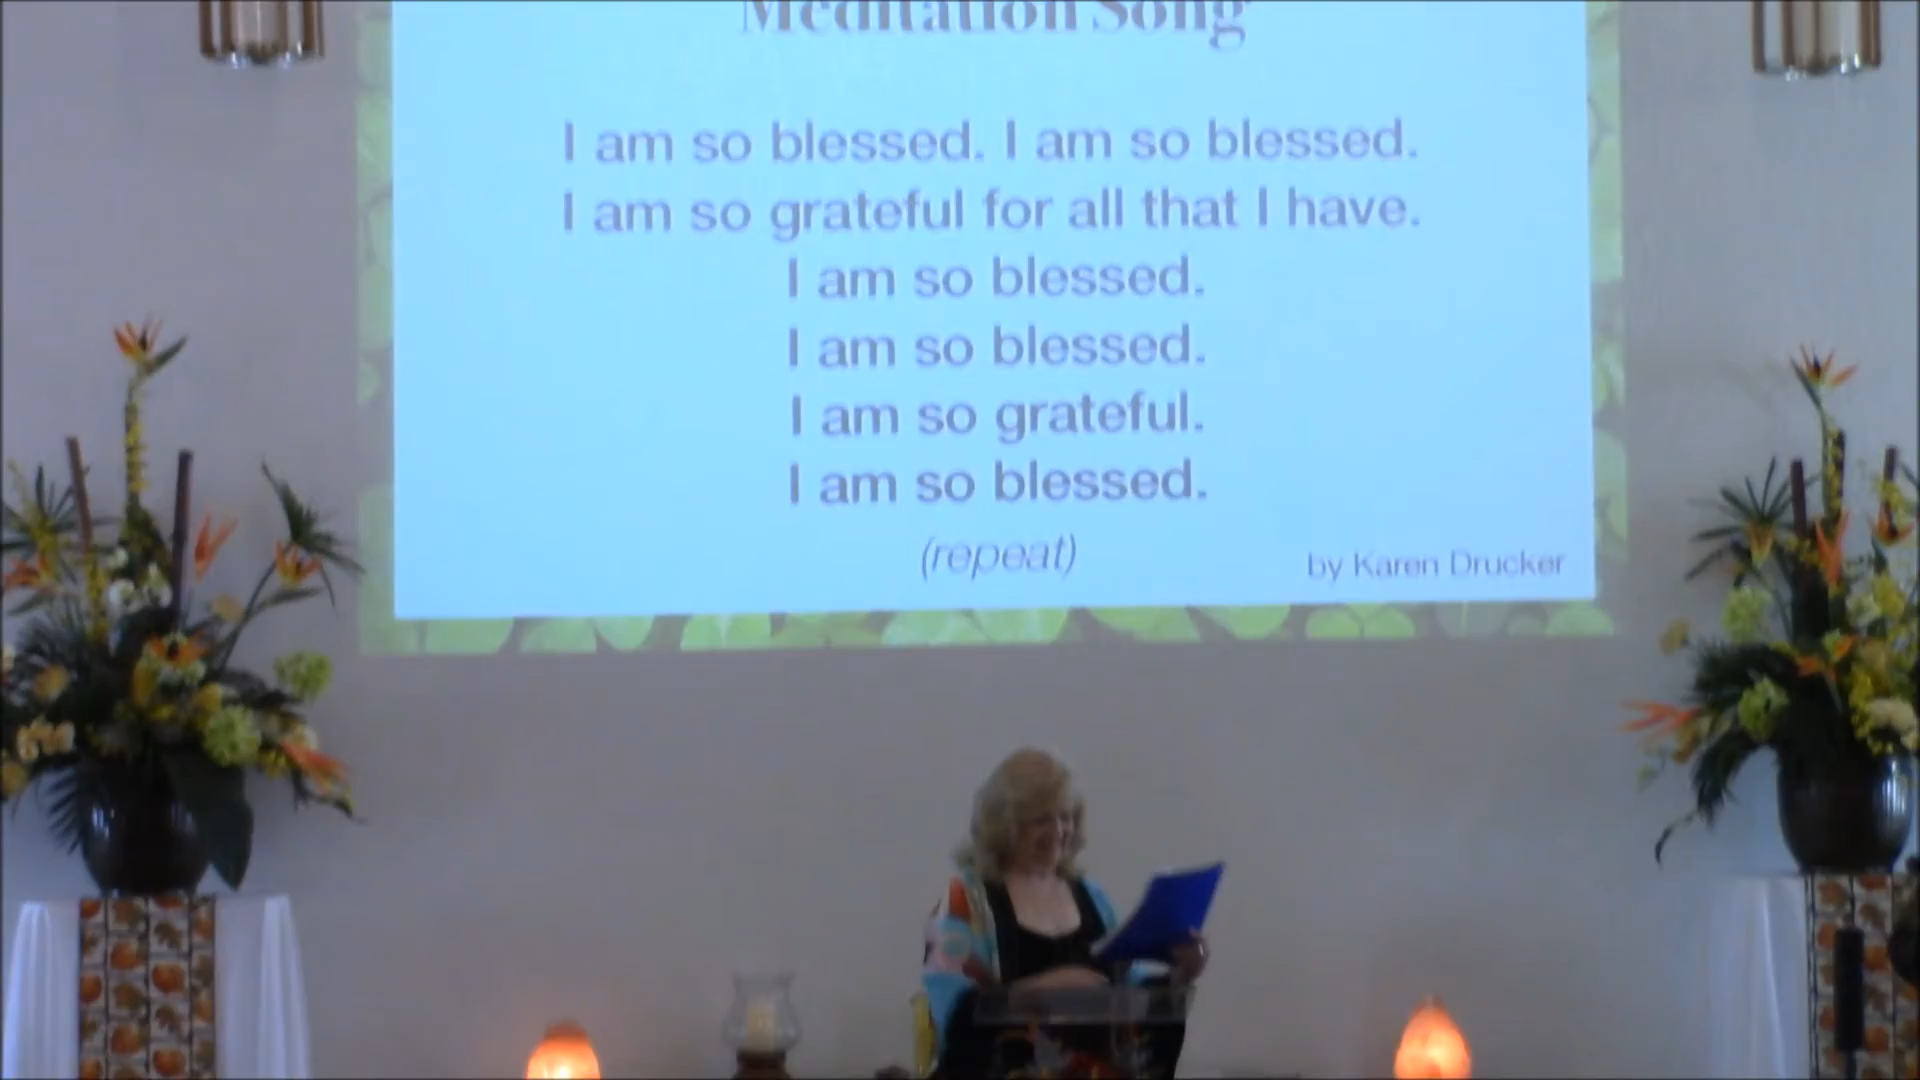 Meditation Song
I am so blessed. I am so blessed.
I am so grateful for all that I have.
I am so blessed.
I am so blessed.
I am so grateful.
I am so blessed.
(repeat)
by Karen Drucker